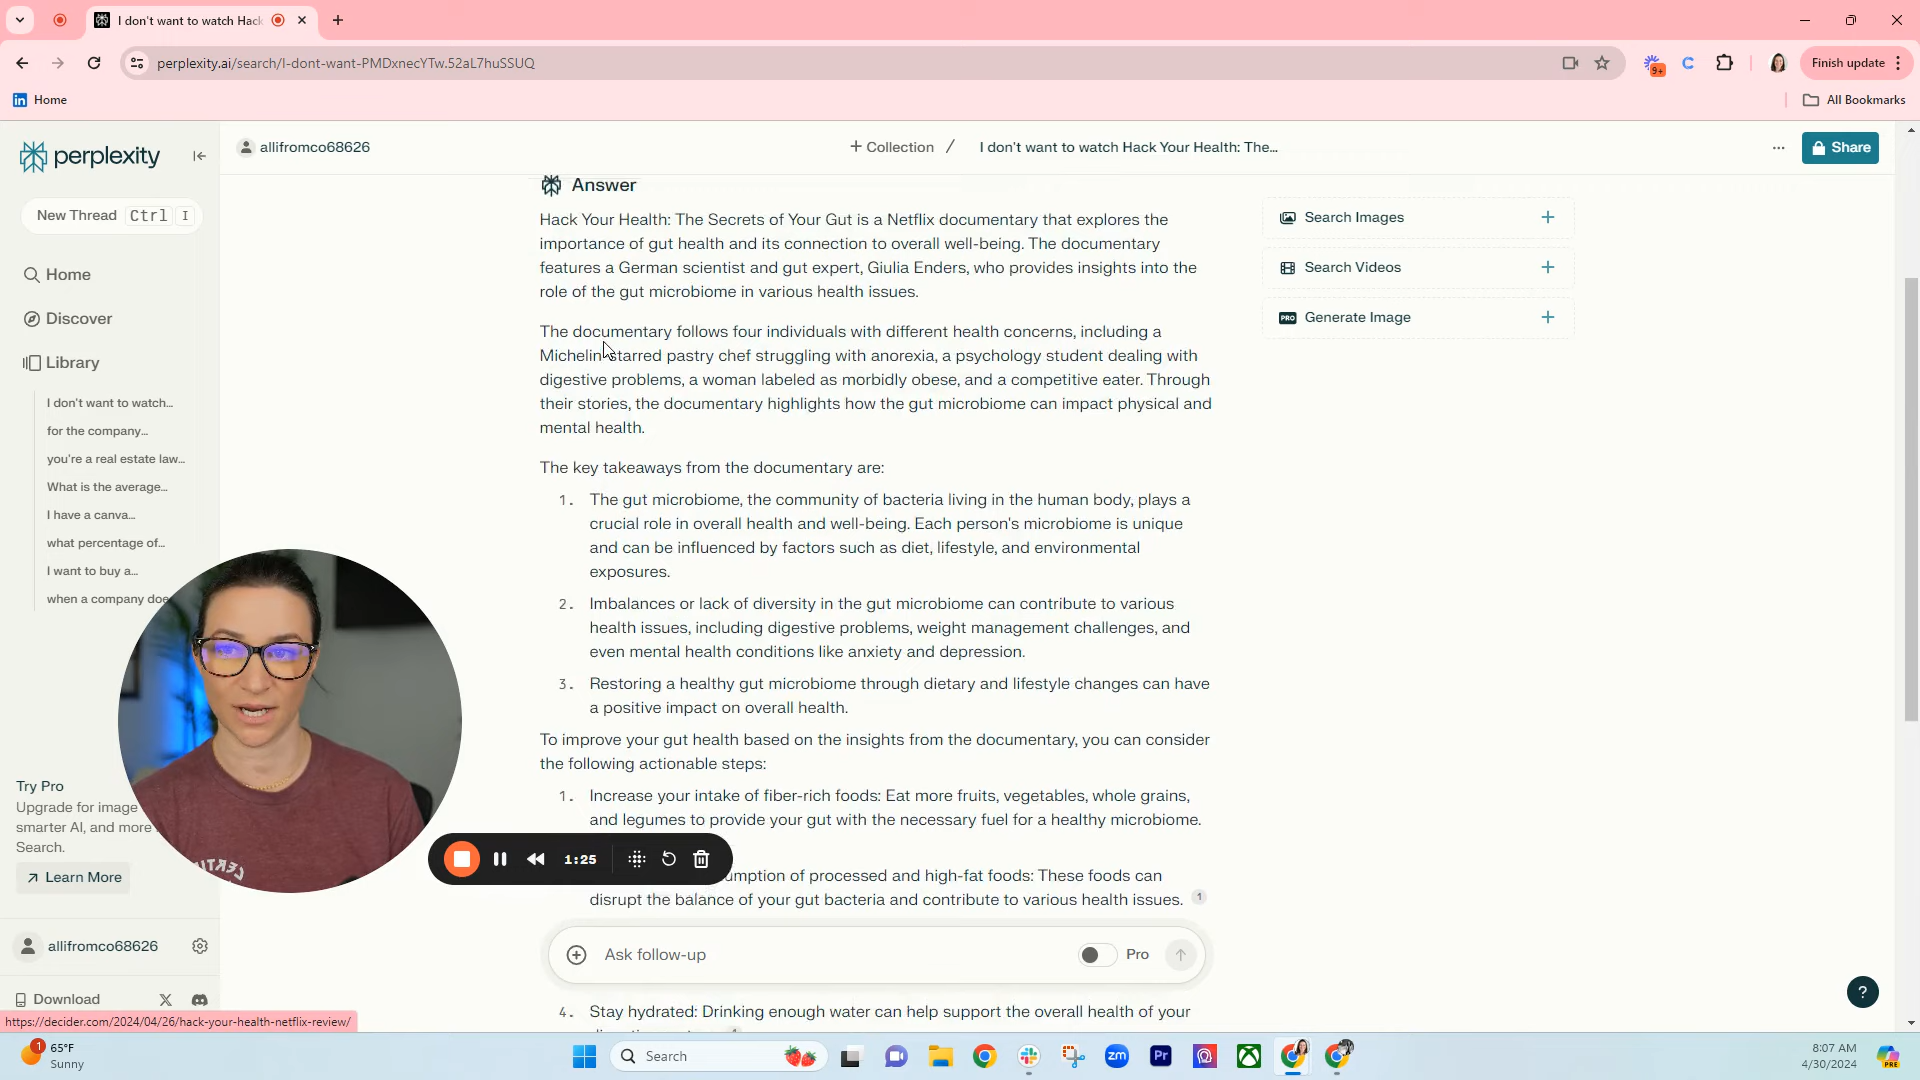 I don't want to watch Hack
perplexity.ai/search/I-dont-want-PMDxnecYTw.52aL7huSSUQ
9+
C
Finish update
Home
All Bookmarks
perplexity
allifromco68626
+ Collection /
I don't want to watch Hack Your Health: The...
Share
New Thread Ctrl I
Home
Discover
Library
I don't want to watch...
for the company...
you're a real estate law...
What is the average...
I have a canva...
what percentage of...
I want to buy a...
when a company doe
Try Pro
Upgrade for image
smarter AI, and more
Search.
Learn More
allifromco68626
Download
https://decider.com/2024/04/26/hack-your-health-netflix-review/
Answer
Hack Your Health: The Secrets of Your Gut is a Netflix documentary that explores the
importance of gut health and its connection to overall well-being. The documentary
features a German scientist and gut expert, Giulia Enders, who provides insights into the
role of the gut microbiome in various health issues.
The documentary follows four individuals with different health concerns, including a
Michelin-starred pastry chef struggling with anorexia, a psychology student dealing with
digestive problems, a woman labeled as morbidly obese, and a competitive eater. Through
their stories, the documentary highlights how the gut microbiome can impact physical and
mental health.
The key takeaways from the documentary are:
1. The gut microbiome, the community of bacteria living in the human body, plays a
crucial role in overall health and well-being. Each person's microbiome is unique
and can be influenced by factors such as diet, lifestyle, and environmental
exposures.
2. Imbalances or lack of diversity in the gut microbiome can contribute to various
health issues, including digestive problems, weight management challenges, and
even mental health conditions like anxiety and depression.
3. Restoring a healthy gut microbiome through dietary and lifestyle changes can have
a positive impact on overall health.
To improve your gut health based on the insights from the documentary, you can consider
the following actionable steps:
1. Increase your intake of fiber-rich foods: Eat more fruits, vegetables, whole grains,
and legumes to provide your gut with the necessary fuel for a healthy microbiome.
umption of processed and high-fat foods: These foods can
disrupt the balance of your gut bacteria and contribute to various health issues. 1
4. Stay hydrated: Drinking enough water can help support the overall health of your
1:25
Ask follow-up
Pro
Search Images
Search Videos
PRO Generate Image
?
1
65°F
Sunny
Search
zm
Pr
8:07 AM
4/30/2024
PRE